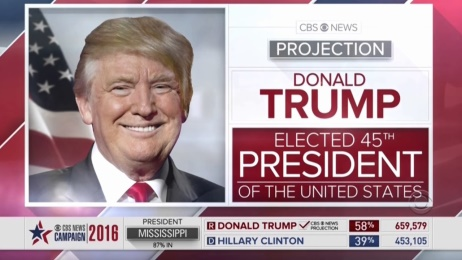 CBS NEWS
PROJECTION
DONALD
TRUMP
ELECTED 45TH
PRESIDENT
OF THE UNITED STATES
CBS NEWS
CAMPAIGN 2016
PRESIDENT
MISSISSIPPI
87% IN
R DONALD TRUMP CBS NEWS PROJECTION 58% 659,579
D HILLARY CLINTON 39% 453,105